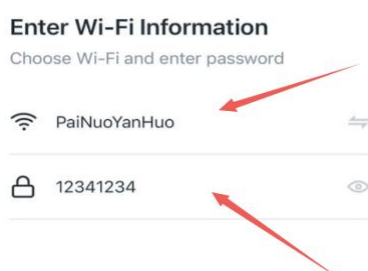 Enter Wi-Fi Information
Choose Wi-Fi and enter password
PaiNuoYanHuo
12341234